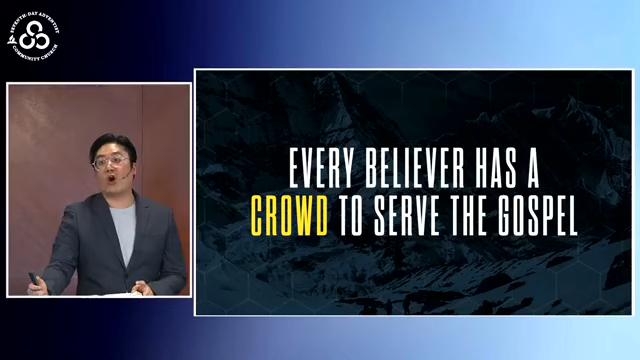 SEVENTH-DAY ADVENTIST
COMMUNITY CHURCH
EVERY BELIEVER HAS A
CROWD TO SERVE THE GOSPEL